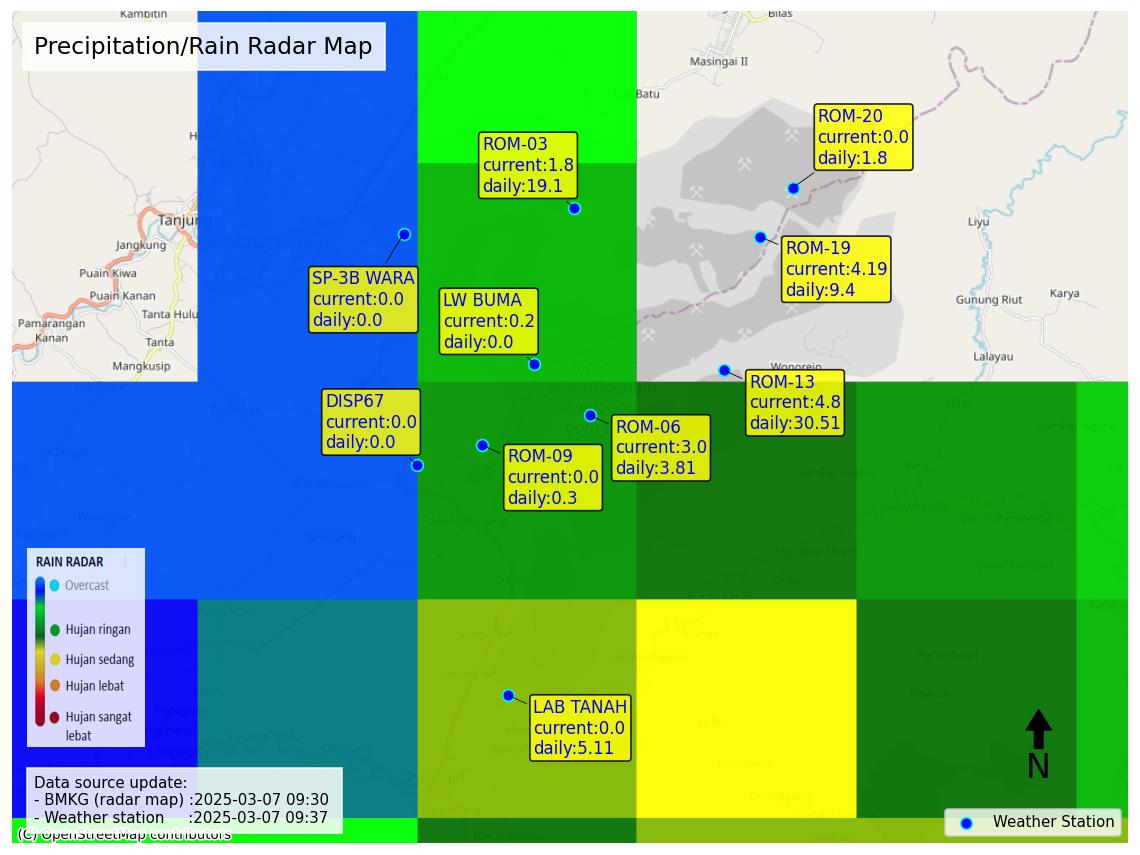 Kambitin
Bilas
Precipitation/Rain Radar Map
Masingai II
Batu
ROM-20
current:0.0
daily:1.8
ROM-03
current:1.8
daily:19.1
Tanjung
Liyu
Jangkung
ROM-19
current:4.19
daily:9.4
Puain Kiwa
SP-3B WARA
current:0.0
daily:0.0
Puain Kanan
LW BUMA
current:0.2
daily:0.0
Gunung Riut
Karya
Tanta Hulu
Pamarangan
Kanan
Tanta
Lalayau
Mangkusip
Wonorejo
ROM-13
current:4.8
daily:30.51
DISP67
current:0.0
daily:0.0
ROM-06
current:3.0
daily:3.81
ROM-09
current:0.0
daily:0.3
RAIN RADAR
Overcast
Hujan ringan
Hujan sedang
Hujan lebat
Hujan sangat
lebat
LAB TANAH
current:0.0
daily:5.11
Paringin
N
Data source update:
- BMKG (radar map) :2025-03-07 09:30
- Weather station :2025-03-07 09:37
(C) OpenStreetMap contributors
Weather Station